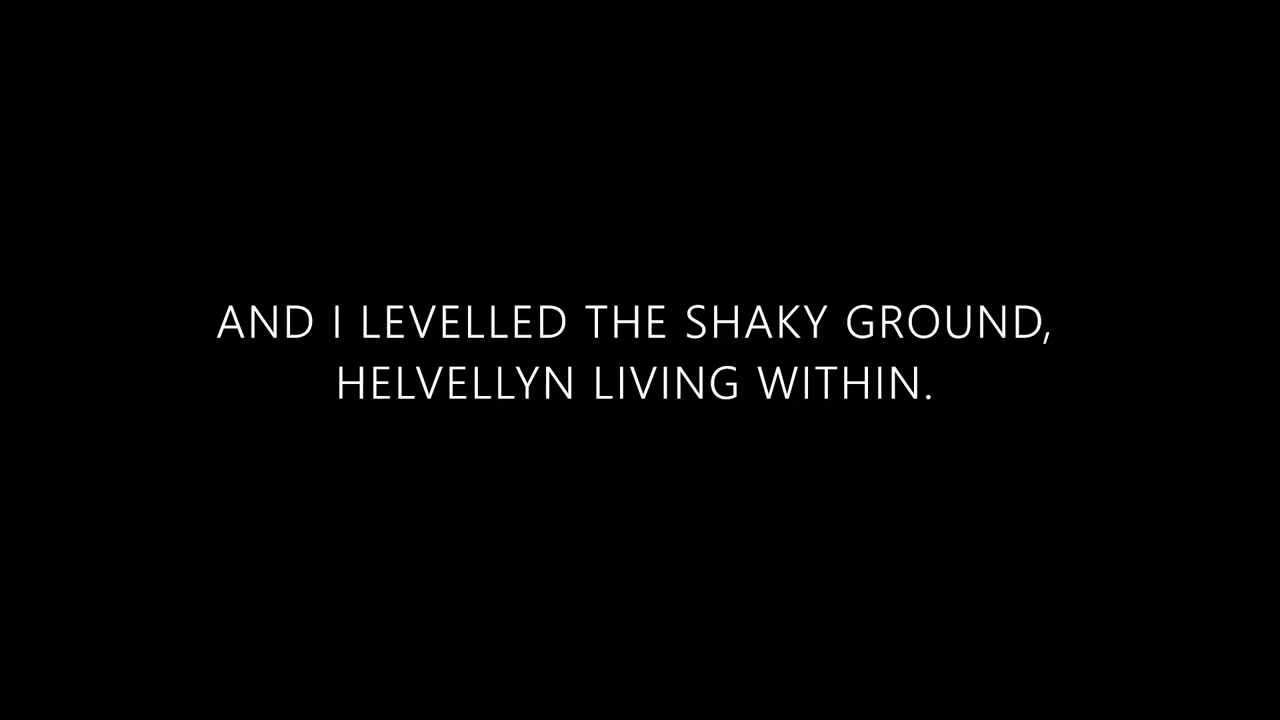 AND I LEVELLED THE SHAKY GROUND,
HELVELLYN LIVING WITHIN.